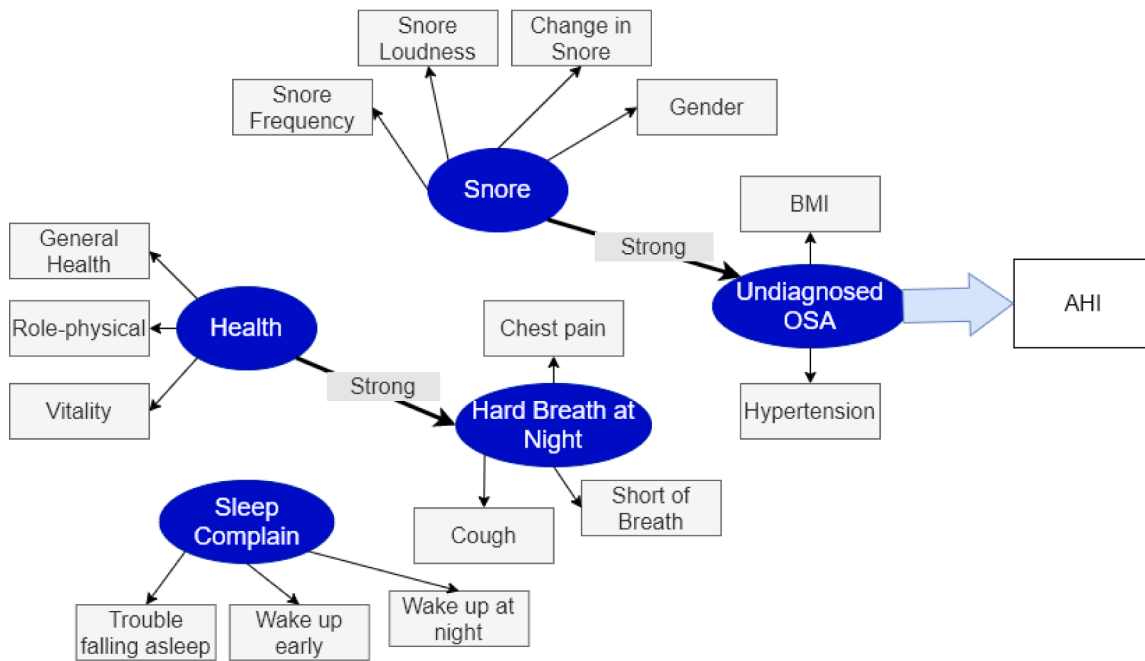 Snore
Loudness
Change in
Snore
Snore
Frequency
Gender
Snore
BMI
General
Health
Strong
Undiagnosed
OSA
AHI
Role-physical
Health
Chest pain
Strong
Vitality
Hard Breath at
Night
Hypertension
Sleep
Complain
Short of
Breath
Cough
Trouble
falling asleep
Wake up
early
Wake up at
night